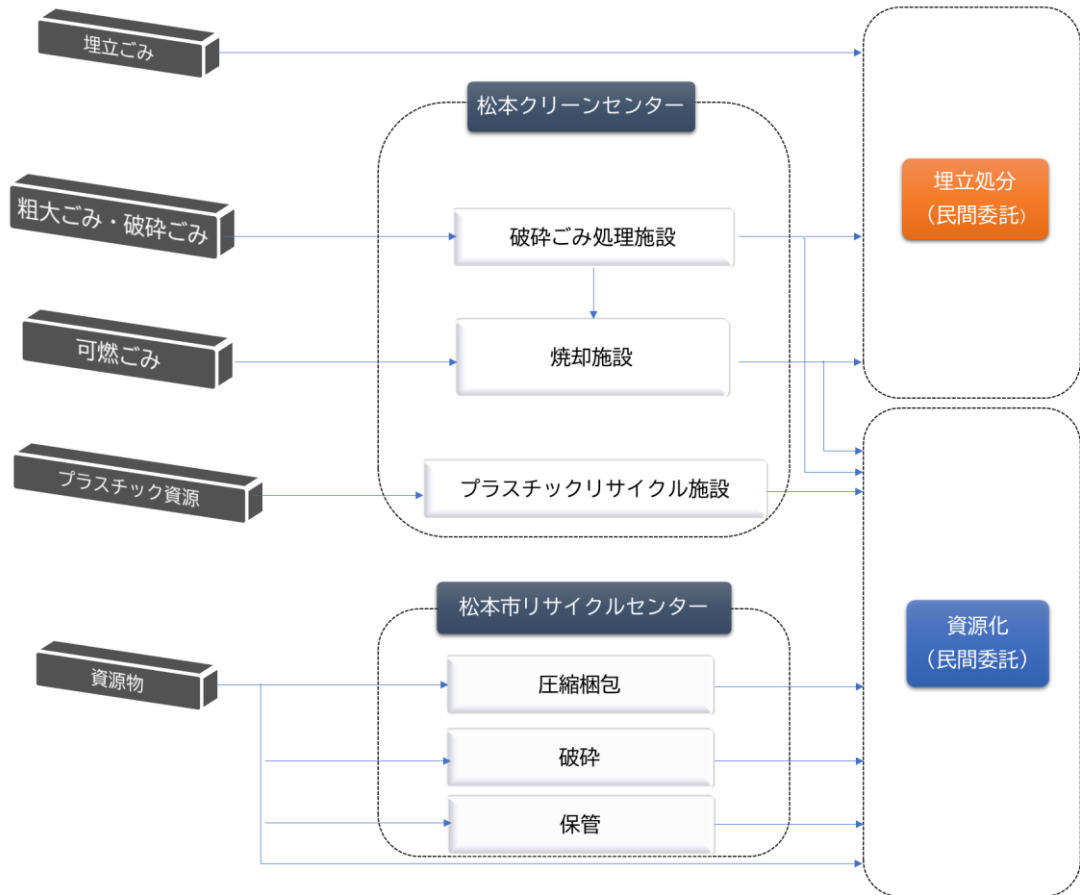 埋立ごみ
松本クリーンセンター
粗大ごみ・破砕ごみ
破砕ごみ処理施設
埋立処分
（民間委託）
可燃ごみ
焼却施設
プラスチック資源
プラスチックリサイクル施設
松本市リサイクルセンター
資源化
（民間委託）
資源物
圧縮梱包
破砕
保管